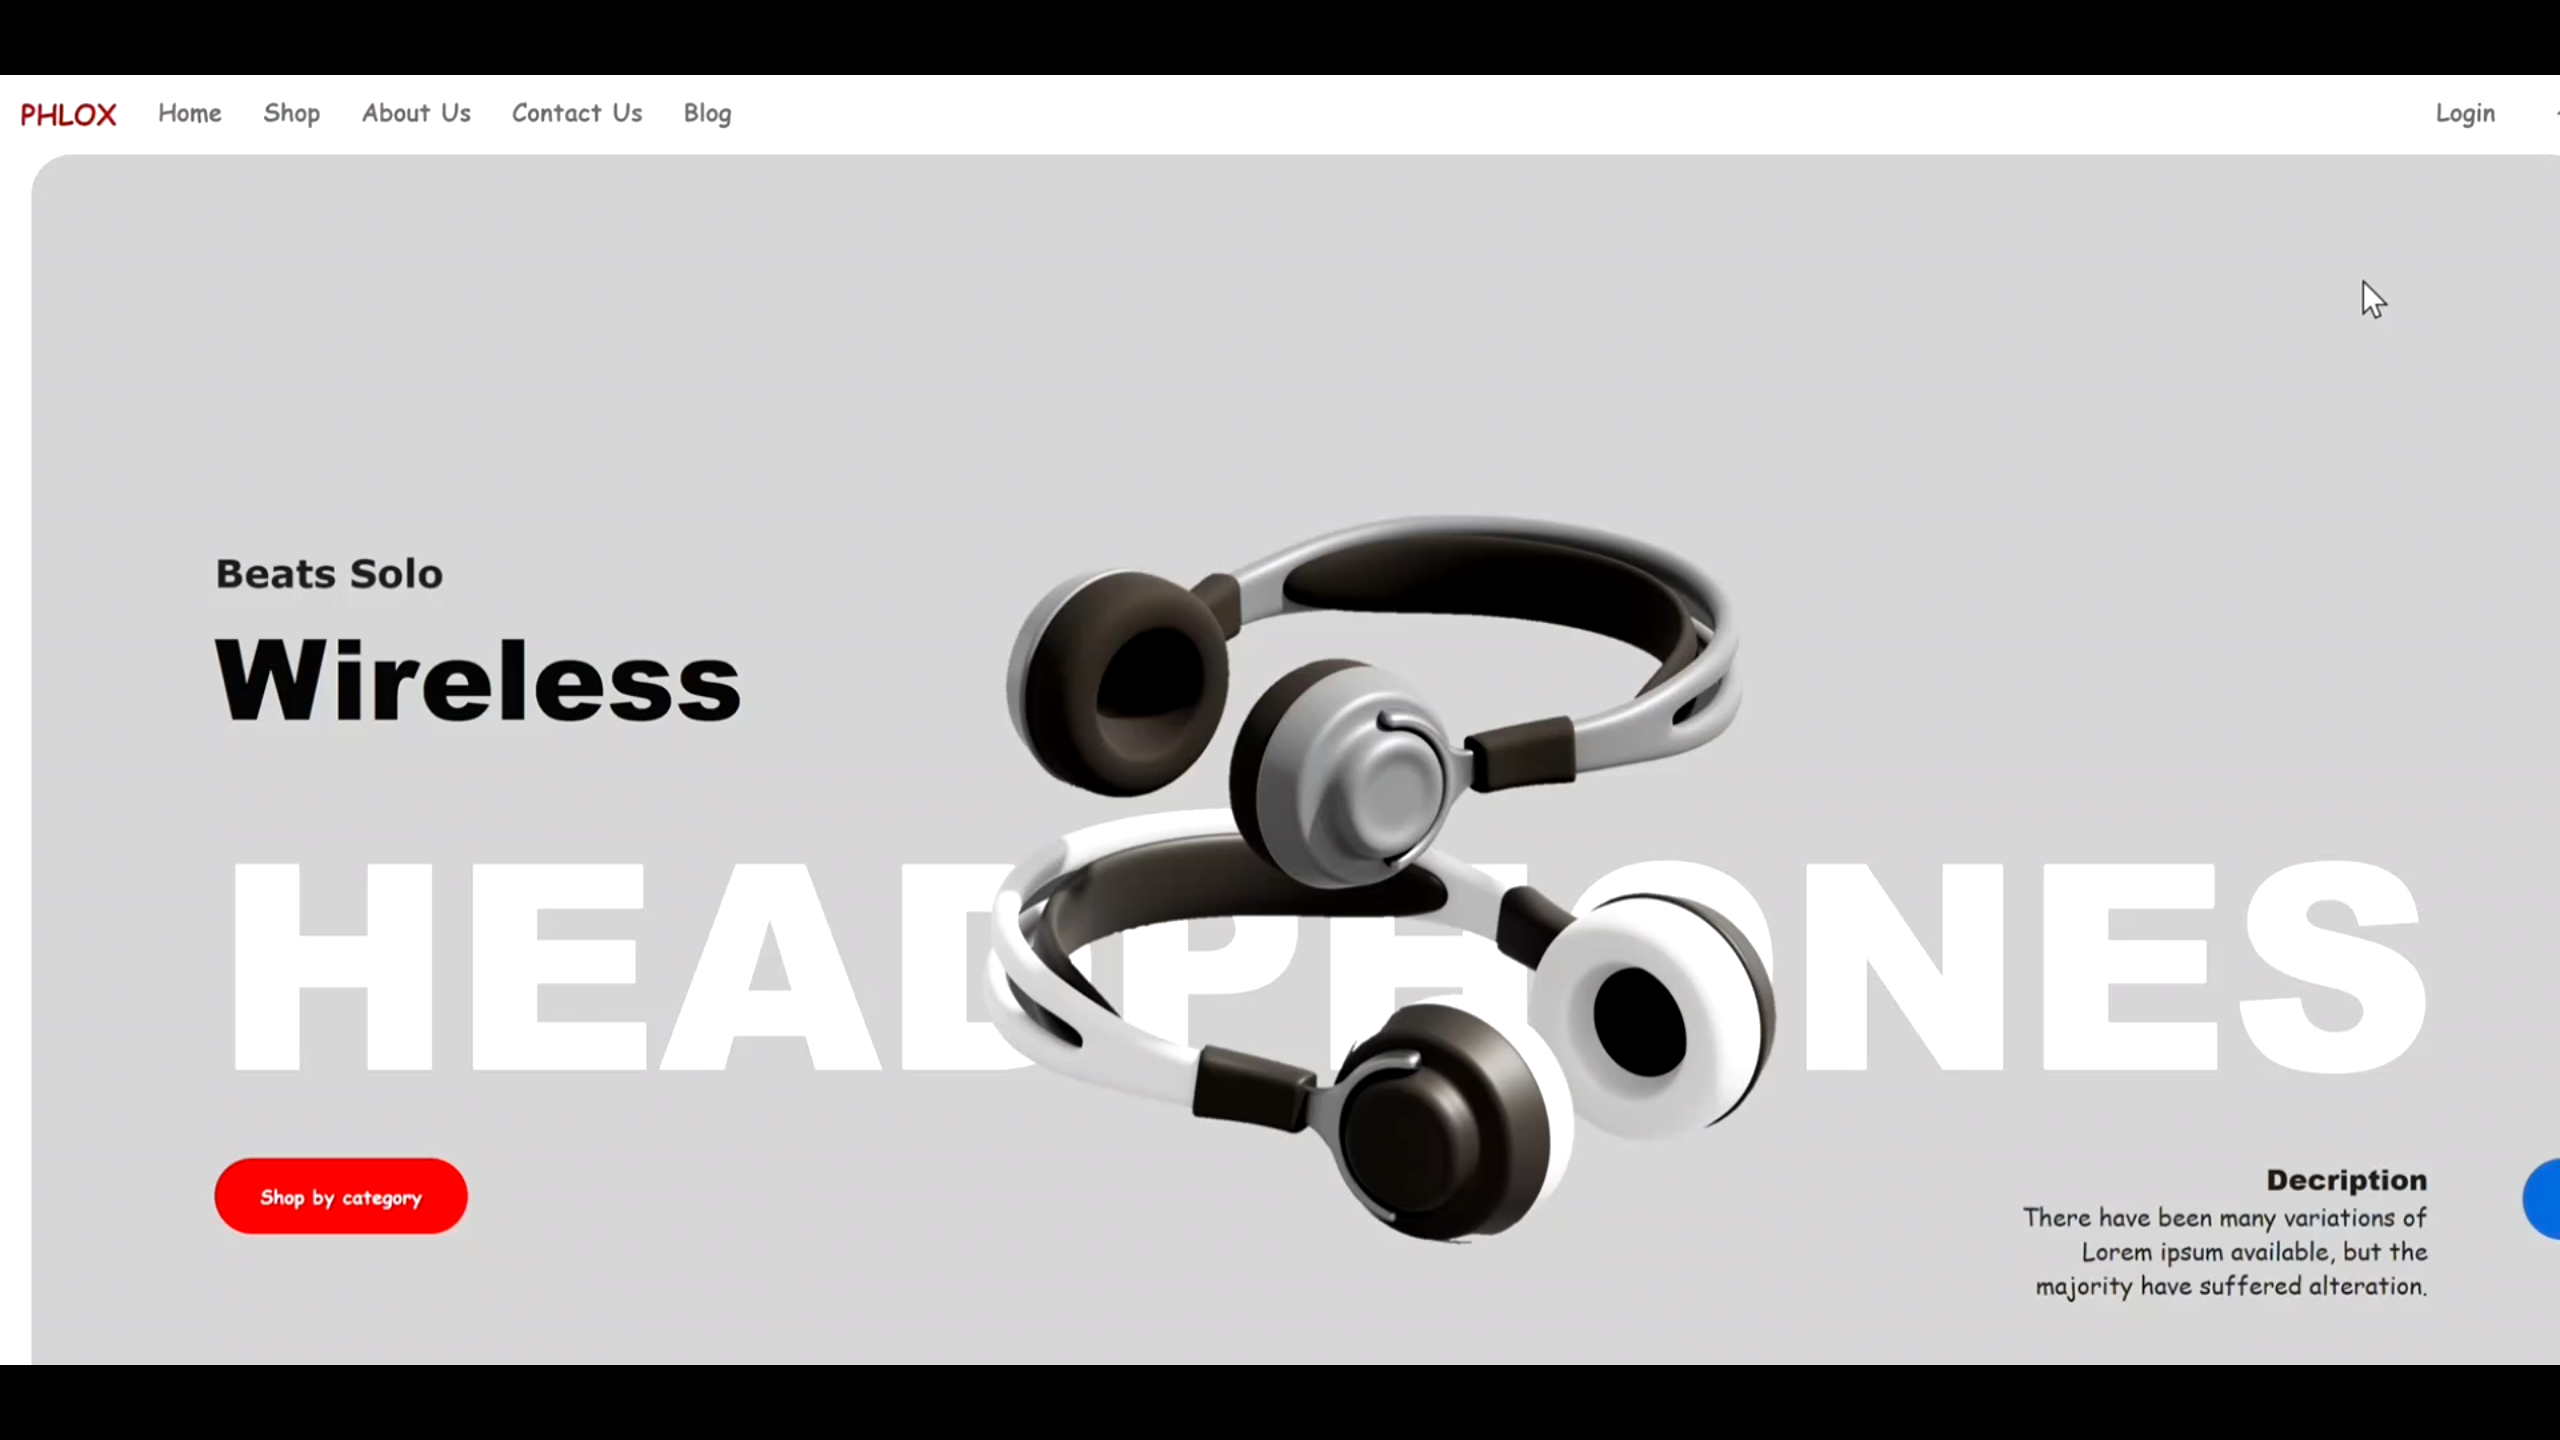 PHLOX Home Shop About Us Contact Us Blog Login
Beats Solo
Wireless
HEADPHONES
Shop by category
Decription
There have been many variations of
Lorem ipsum available, but the
majority have suffered alteration.